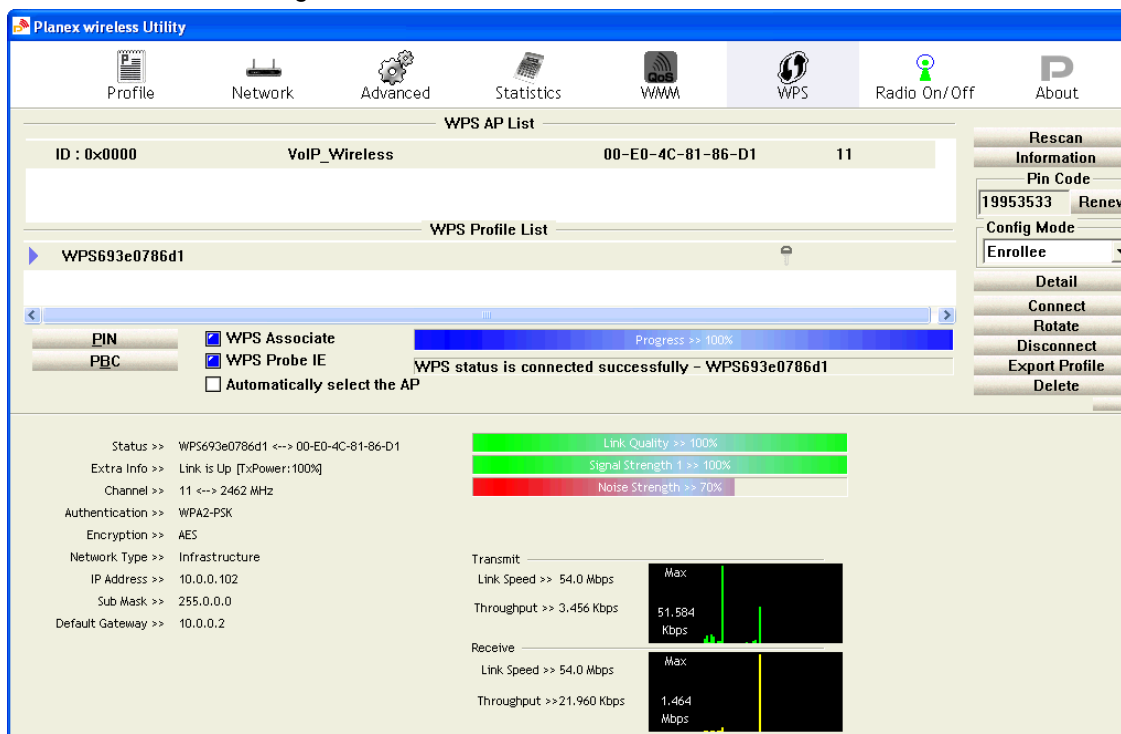 Planex wireless Utility
Profile Network Advanced Statistics WMM WPS Radio On/Off About
QoS
WPS AP List
ID : 0x0000 VoIP_Wireless 00-E0-4C-81-86-D1 11
Rescan
Information
Pin Code
19953533 Renew
WPS Profile List
Config Mode
WPS693e0786d1
Enrollee
Detail
Connect
PIN WPS Associate Progress >> 100% Rotate
Disconnect
PBC WPS Probe IE WPS status is connected successfully - WPS693e0786d1
Export Profile
Automatically select the AP Delete
Status >> WPS693e0786d1 <--> 00-E0-4C-81-86-D1 Link Quality >> 100%
Extra Info >> Link is Up [TxPower:100%] Signal Strength 1 >> 100%
Channel >> 11 <--> 2462 MHz Noise Strength >> 70%
Authentication >> WPA2-PSK
Encryption >> AES
Network Type >> Infrastructure
IP Address >> 10.0.0.102
Sub Mask >> 255.0.0.0
Default Gateway >> 10.0.0.2
Transmit
Link Speed >> 54.0 Mbps Max
Throughput >> 3.456 Kbps 51.584
Kbps
Receive
Link Speed >> 54.0 Mbps Max
Throughput >>21.960 Kbps 1.464
Mbps